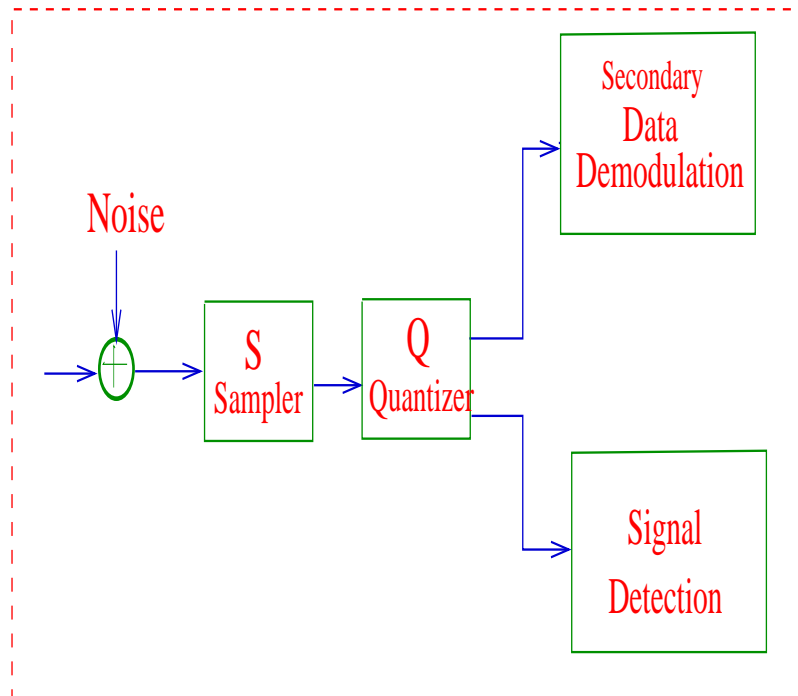 Noise
S
Sampler
Q
Quantizer
Secondary
Data
Demodulation
Signal
Detection